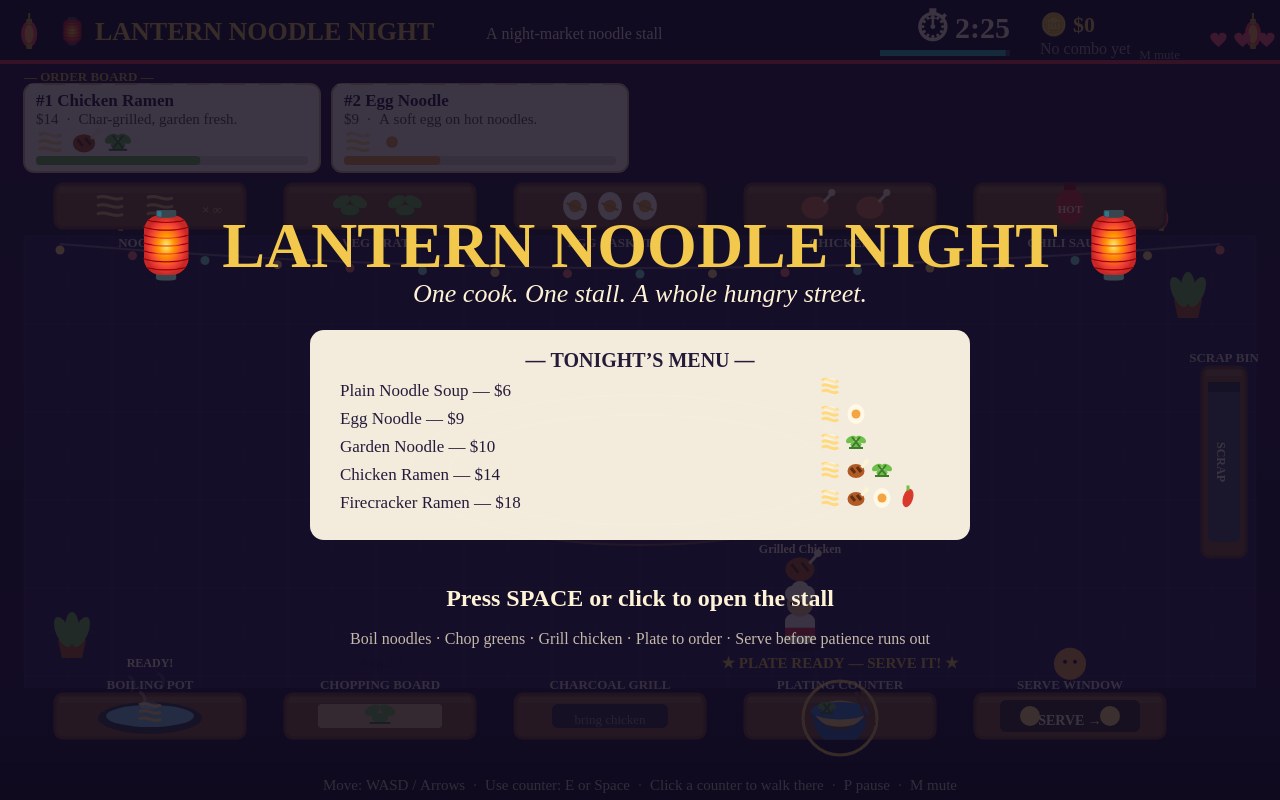 LANTERN NOODLE NIGHT
A night-market noodle stall
2:25
$0
No combo yet
M mute
— ORDER BOARD —
#1 Chicken Ramen
$14 · Char-grilled, garden fresh.
#2 Egg Noodle
$9 · A soft egg on hot noodles.
HOT
LANTERN NOODLE NIGHT
One cook. One stall. A whole hungry street.
— TONIGHT’S MENU —
Plain Noodle Soup — $6
Egg Noodle — $9
Garden Noodle — $10
Chicken Ramen — $14
Firecracker Ramen — $18
SCRAP BIN
SCRAP
Grilled Chicken
Press SPACE or click to open the stall
Boil noodles · Chop greens · Grill chicken · Plate to order · Serve before patience runs out
READY!
★ PLATE READY — SERVE IT! ★
BOILING POT
CHOPPING BOARD
CHARCOAL GRILL
PLATING COUNTER
SERVE WINDOW
SERVE →
Move: WASD / Arrows · Use counter: E or Space · Click a counter to walk there · P pause · M mute